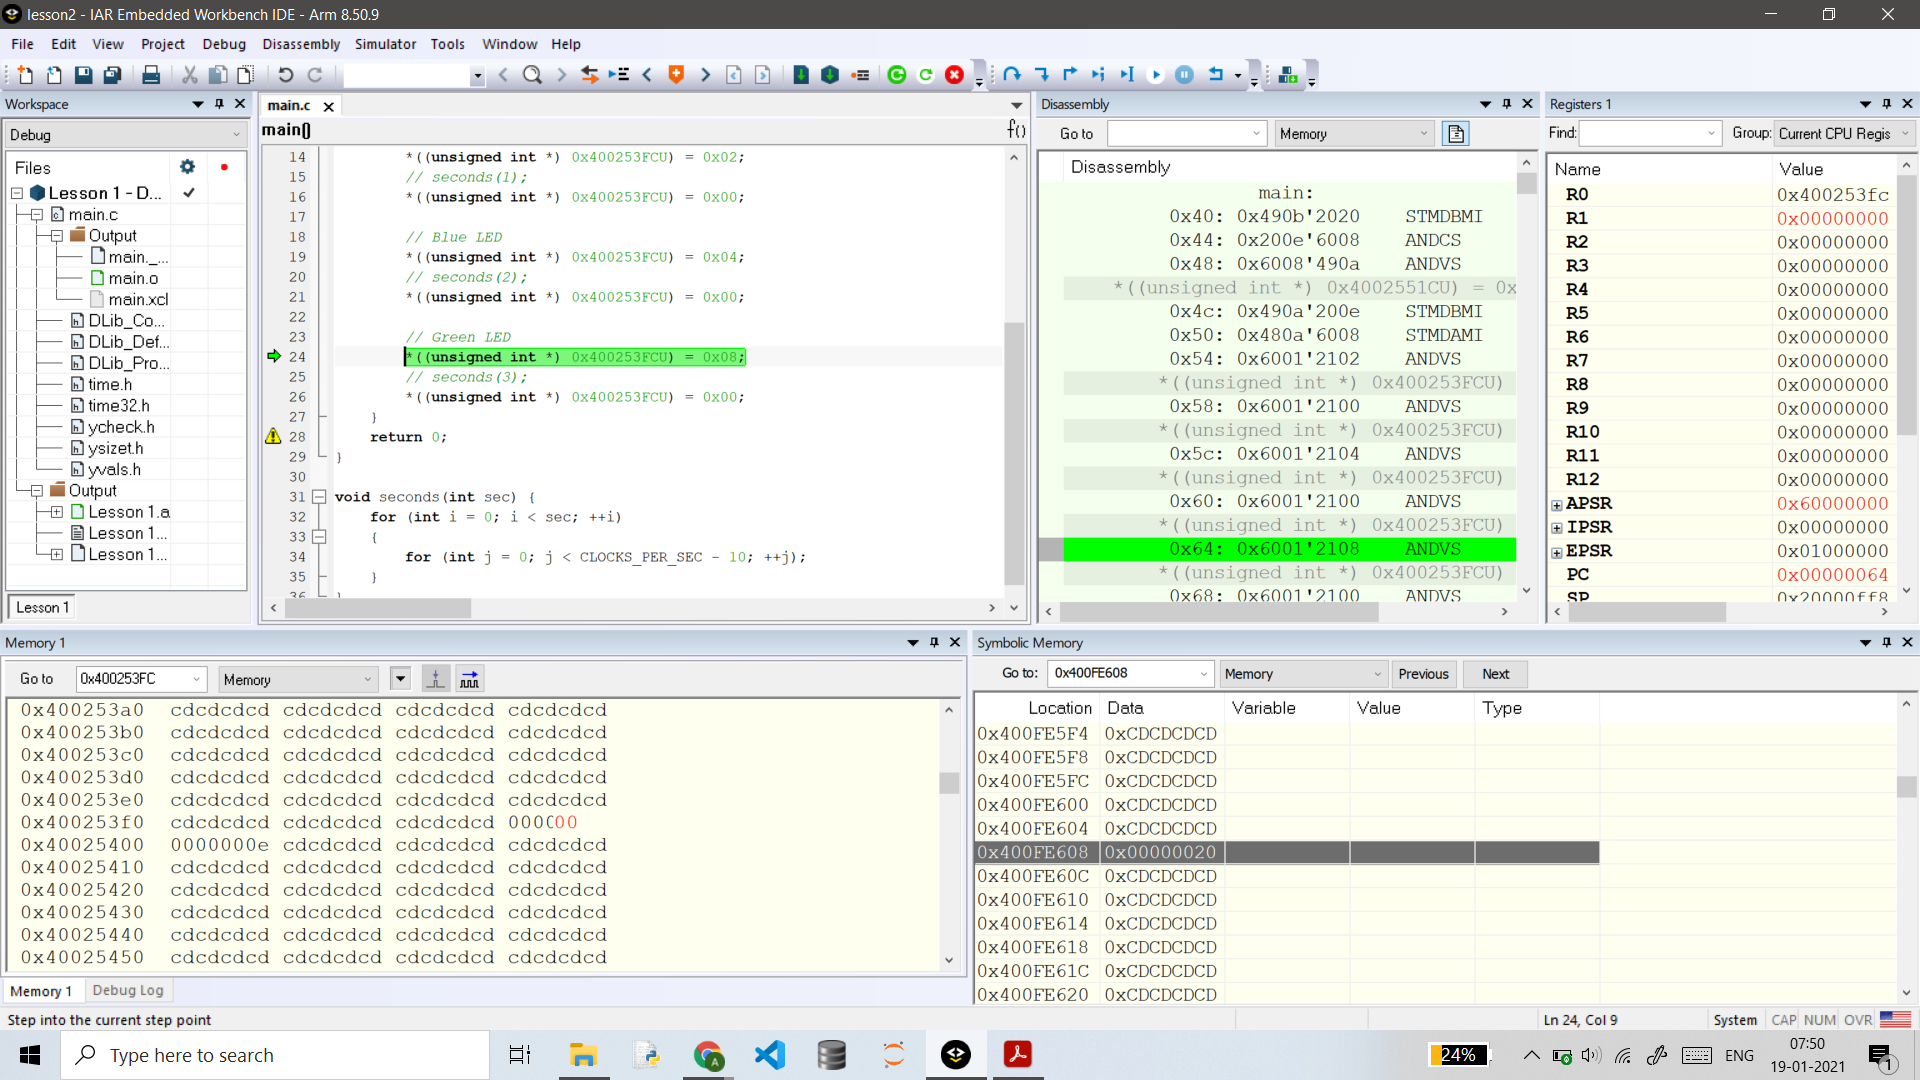 lesson2 - IAR Embedded Workbench IDE - Arm 8.50.9
File Edit View Project Debug Disassembly Simulator Tools Window Help
Workspace
Debug
Files
Lesson 1 - D...
main.c
Output
main._...
main.o
main.xcl
DLib_Co...
DLib_Def...
DLib_Pro...
time.h
time32.h
ycheck.h
ysizet.h
yvals.h
Output
Lesson 1.a
Lesson 1...
Lesson 1...
Lesson 1
main.c
main()
f()
14 *((unsigned int *) 0x400253FCU) = 0x02;
15 // seconds(1);
16 *((unsigned int *) 0x400253FCU) = 0x00;
17
18 // Blue LED
19 *((unsigned int *) 0x400253FCU) = 0x04;
20 // seconds(2);
21 *((unsigned int *) 0x400253FCU) = 0x00;
22
23 // Green LED
24 *((unsigned int *) 0x400253FCU) = 0x08;
25 // seconds(3);
26 *((unsigned int *) 0x400253FCU) = 0x00;
27 }
28 return 0;
29 }
30
31 void seconds(int sec) {
32 for (int i = 0; i < sec; ++i)
33 {
34 for (int j = 0; j < CLOCKS_PER_SEC - 10; ++j);
35 }
36 }
Disassembly
Go to Memory
Disassembly
main:
0x40: 0x490b'2020 STMDBMI
0x44: 0x200e'6008 ANDCS
0x48: 0x6008'490a ANDVS
*((unsigned int *) 0x4002551CU) = 0x
0x4c: 0x490a'200e STMDBMI
0x50: 0x480a'6008 STMDAMI
0x54: 0x6001'2102 ANDVS
*((unsigned int *) 0x400253FCU)
0x58: 0x6001'2100 ANDVS
*((unsigned int *) 0x400253FCU)
0x5c: 0x6001'2104 ANDVS
*((unsigned int *) 0x400253FCU)
0x60: 0x6001'2100 ANDVS
*((unsigned int *) 0x400253FCU)
0x64: 0x6001'2108 ANDVS
*((unsigned int *) 0x400253FCU)
0x68: 0x6001'2100 ANDVS
Registers 1
Find: Group: Current CPU Regis
Name Value
R0 0x400253fc
R1 0x00000000
R2 0x00000000
R3 0x00000000
R4 0x00000000
R5 0x00000000
R6 0x00000000
R7 0x00000000
R8 0x00000000
R9 0x00000000
R10 0x00000000
R11 0x00000000
R12 0x00000000
APSR 0x60000000
IPSR 0x00000000
EPSR 0x01000000
PC 0x00000064
SP 0x20000ff8
Memory 1
Go to 0x400253FC Memory
0x400253a0 cdcdcdcd cdcdcdcd cdcdcdcd cdcdcdcd
0x400253b0 cdcdcdcd cdcdcdcd cdcdcdcd cdcdcdcd
0x400253c0 cdcdcdcd cdcdcdcd cdcdcdcd cdcdcdcd
0x400253d0 cdcdcdcd cdcdcdcd cdcdcdcd cdcdcdcd
0x400253e0 cdcdcdcd cdcdcdcd cdcdcdcd cdcdcdcd
0x400253f0 cdcdcdcd cdcdcdcd cdcdcdcd 000000
0x40025400 0000000e cdcdcdcd cdcdcdcd cdcdcdcd
0x40025410 cdcdcdcd cdcdcdcd cdcdcdcd cdcdcdcd
0x40025420 cdcdcdcd cdcdcdcd cdcdcdcd cdcdcdcd
0x40025430 cdcdcdcd cdcdcdcd cdcdcdcd cdcdcdcd
0x40025440 cdcdcdcd cdcdcdcd cdcdcdcd cdcdcdcd
0x40025450 cdcdcdcd cdcdcdcd cdcdcdcd cdcdcdcd
Memory 1 Debug Log
Symbolic Memory
Go to: 0x400FE608 Memory Previous Next
Location Data Variable Value Type
0x400FE5F4 0xCDCDCDCD
0x400FE5F8 0xCDCDCDCD
0x400FE5FC 0xCDCDCDCD
0x400FE600 0xCDCDCDCD
0x400FE604 0xCDCDCDCD
0x400FE608 0x00000020
0x400FE60C 0xCDCDCDCD
0x400FE610 0xCDCDCDCD
0x400FE614 0xCDCDCDCD
0x400FE618 0xCDCDCDCD
0x400FE61C 0xCDCDCDCD
0x400FE620 0xCDCDCDCD
Step into the current step point
Ln 24, Col 9 System CAP NUM OVR
Type here to search
24%
ENG
07:50
19-01-2021
1